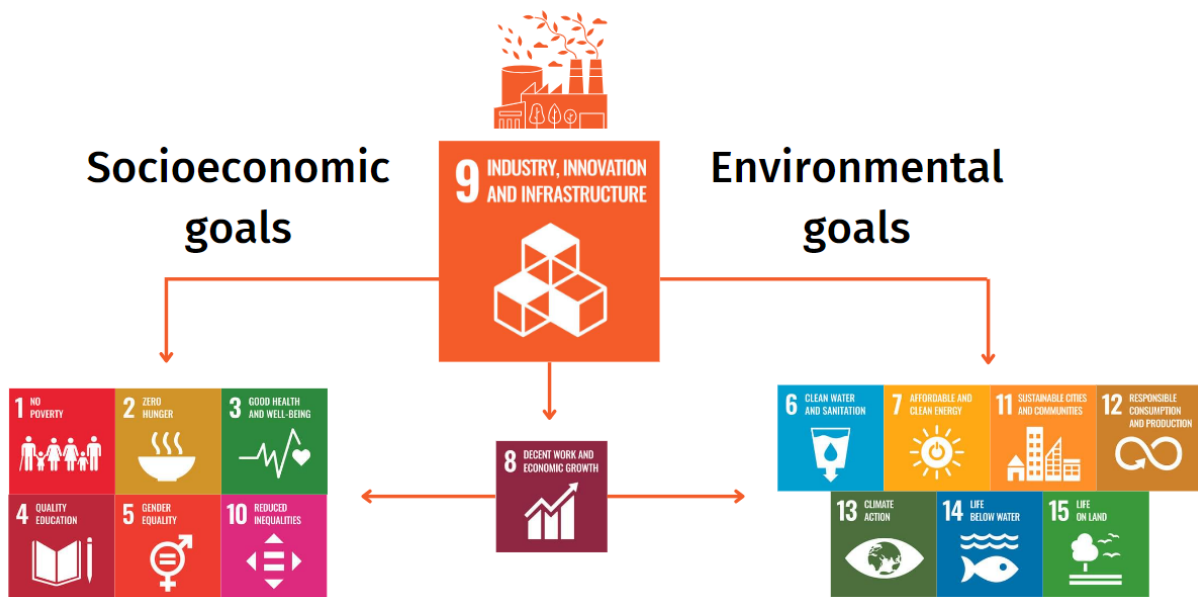 Socioeconomic
goals
9 INDUSTRY, INNOVATION
AND INFRASTRUCTURE
Environmental
goals
1 NO
POVERTY
2 ZERO
HUNGER
3 GOOD HEALTH
AND WELL-BEING
4 QUALITY
EDUCATION
5 GENDER
EQUALITY
10 REDUCED
INEQUALITIES
8 DECENT WORK AND
ECONOMIC GROWTH
6 CLEAN WATER
AND SANITATION
7 AFFORDABLE AND
CLEAN ENERGY
11 SUSTAINABLE CITIES
AND COMMUNITIES
12 RESPONSIBLE
CONSUMPTION
AND PRODUCTION
13 CLIMATE
ACTION
14 LIFE
BELOW WATER
15 LIFE
ON LAND